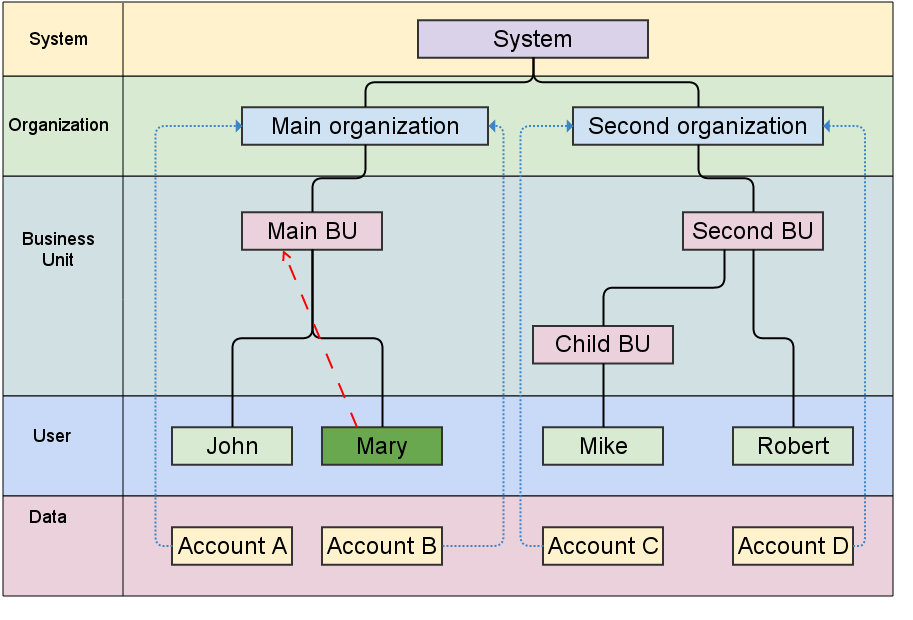 System
System
Organization
Main organization
Second organization
Business
Unit
Main BU
Second BU
Child BU
User
John
Mary
Mike
Robert
Data
Account A
Account B
Account C
Account D